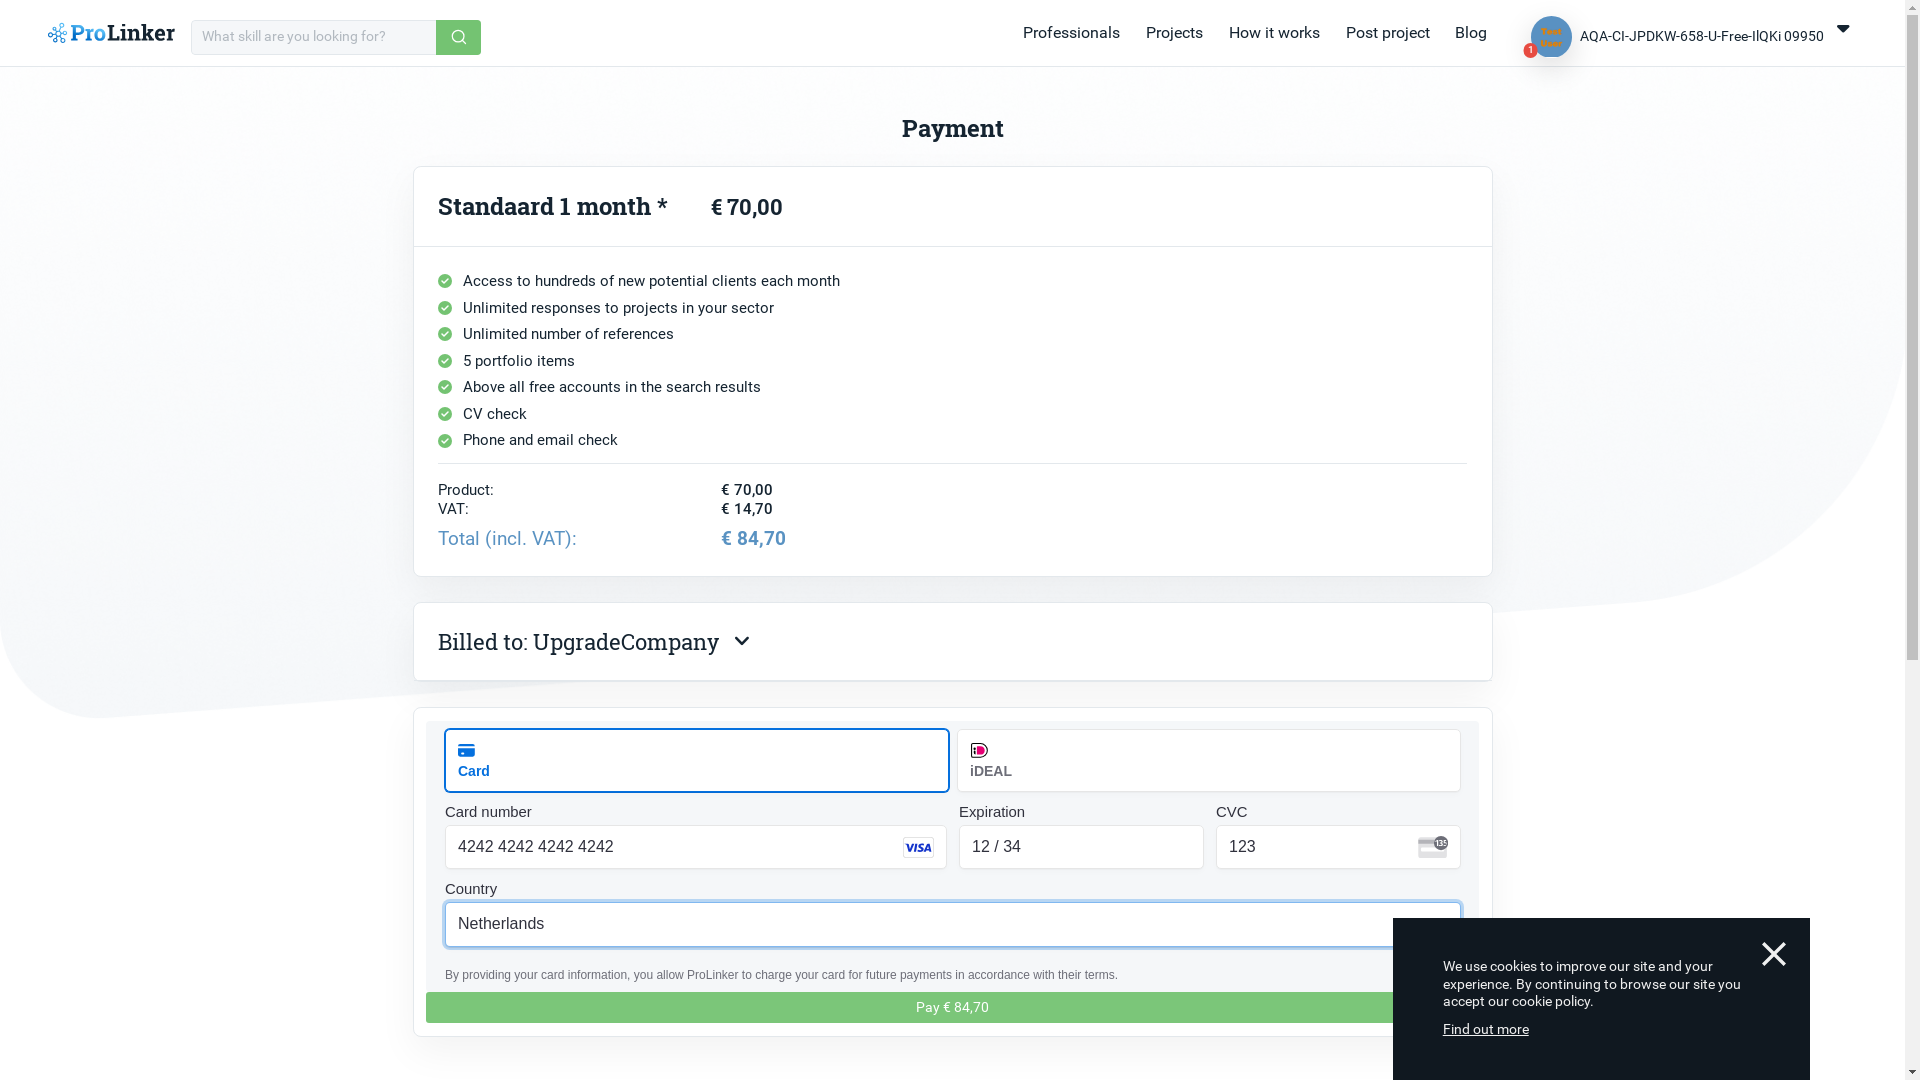 ProLinker
What skill are you looking for?
Professionals Projects How it works Post project Blog
Test
User
1
AQA-CI-JPDKW-658-U-Free-IlQKi 09950
Payment
Standaard 1 month * € 70,00
Access to hundreds of new potential clients each month
Unlimited responses to projects in your sector
Unlimited number of references
5 portfolio items
Above all free accounts in the search results
CV check
Phone and email check
Product: € 70,00
VAT: € 14,70
Total (incl. VAT): € 84,70
Billed to: UpgradeCompany
Card
iDEAL
Card number Expiration CVC
4242 4242 4242 4242 VISA 12 / 34 123 135
Country
Netherlands
By providing your card information, you allow ProLinker to charge your card for future payments in accordance with their terms.
Pay € 84,70
We use cookies to improve our site and your
experience. By continuing to browse our site you
accept our cookie policy.
Find out more